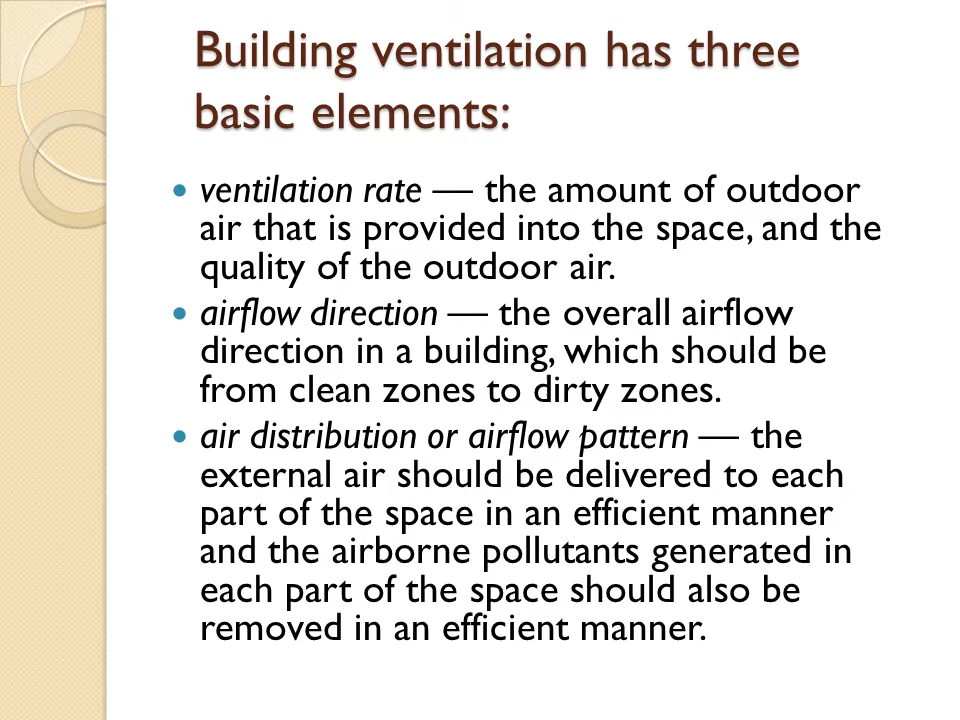 Building ventilation has three
basic elements:
• ventilation rate — the amount of outdoor
air that is provided into the space, and the
quality of the outdoor air.
• airflow direction — the overall airflow
direction in a building, which should be
from clean zones to dirty zones.
• air distribution or airflow pattern — the
external air should be delivered to each
part of the space in an efficient manner
and the airborne pollutants generated in
each part of the space should also be
removed in an efficient manner.